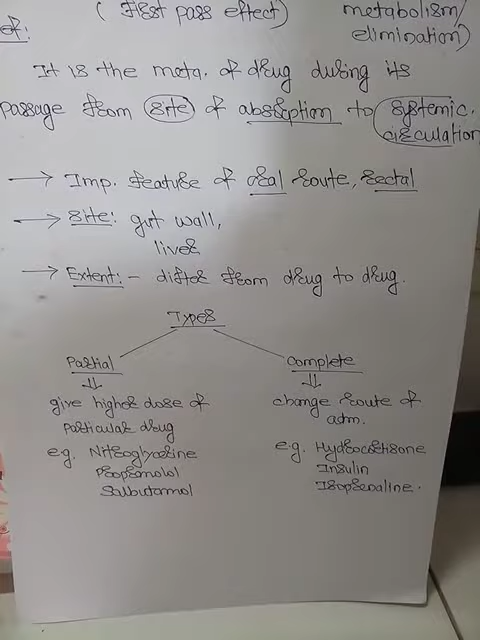 (First pass effect) metabolism/
elimination)
ef:
It is the meta. of drug during its
passage from site of absorption to systemic.
circulation
→ Imp. feature of oral route, rectal
→ Site: gut wall,
liver
→ Extent:- differ from drug to drug.
Types
Partial
⇓
give higher dose of
particular drug
e.g. Nitroglycerine
Propranolol
Salbutamol
Complete
⇓
change route of
adm.
e.g. Hydrocortisone
Insulin
Isoprenaline.